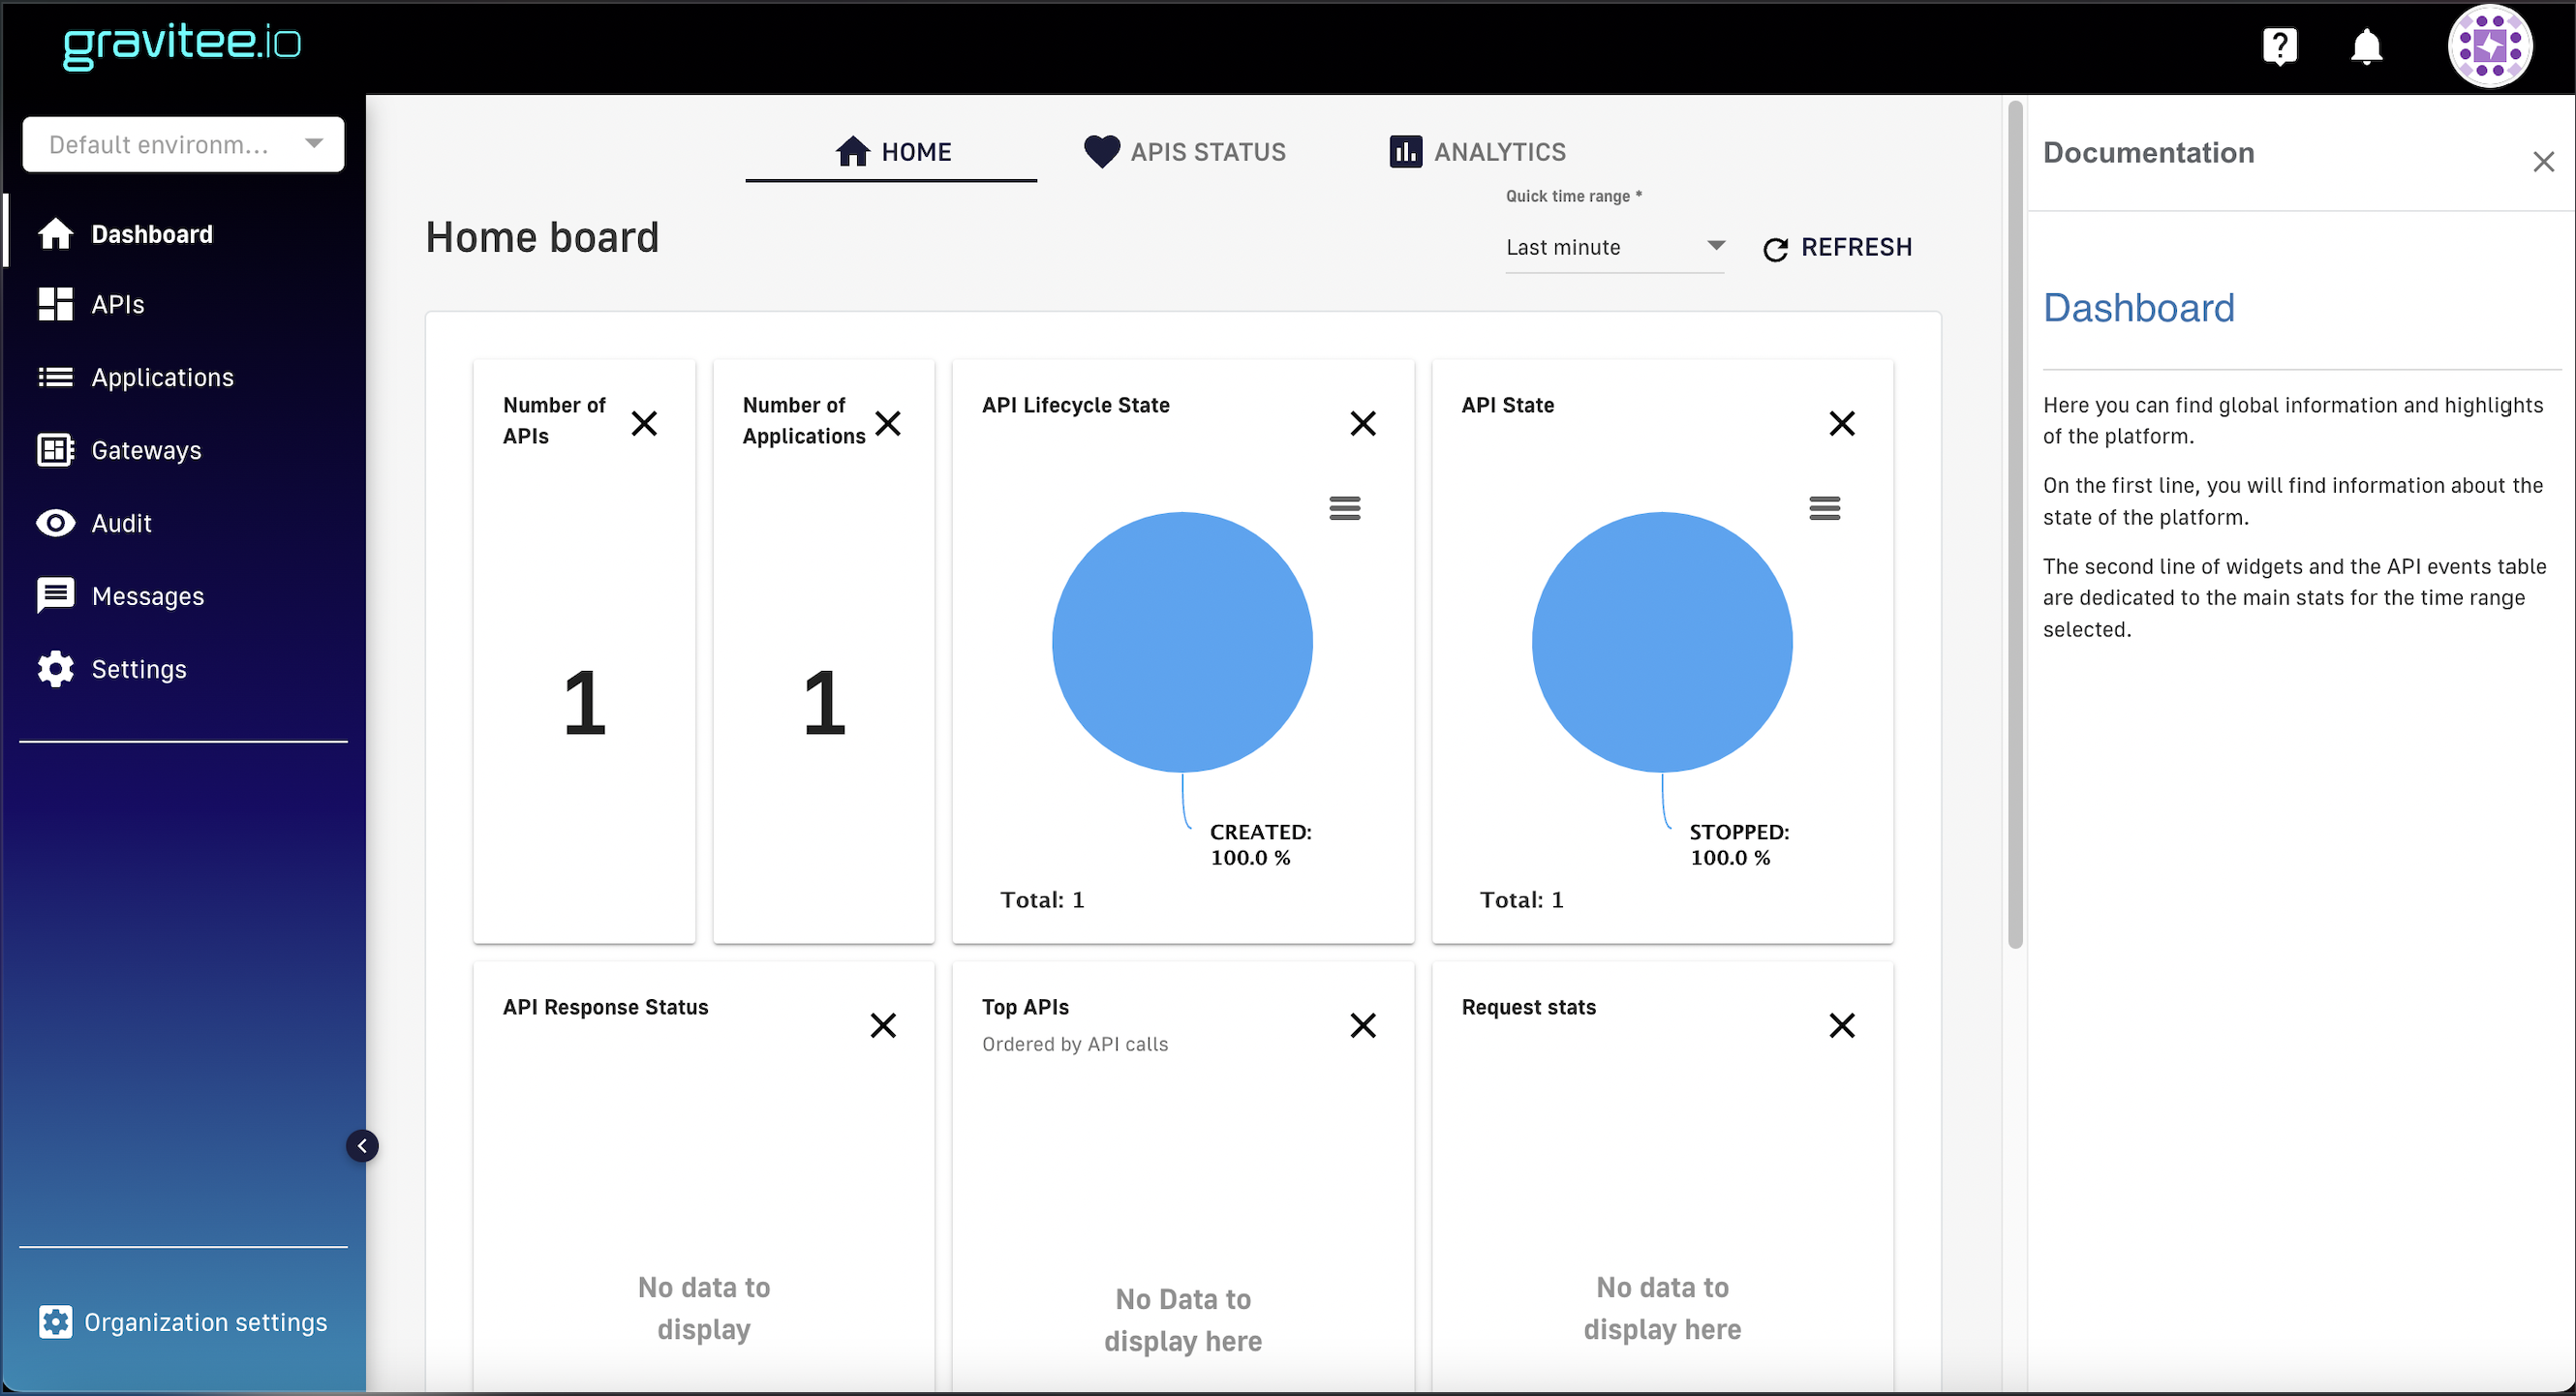 gravitee.io
Default environm...
Dashboard
APIs
Applications
Gateways
Audit
Messages
Settings
Organization settings
HOME
APIS STATUS
ANALYTICS
Home board
Quick time range *
Last minute
REFRESH
Number of
APIs
1
Number of
Applications
1
API Lifecycle State
CREATED:
100.0 %
Total: 1
API State
STOPPED:
100.0 %
Total: 1
API Response Status
No data to
display
Top APIs
Ordered by API calls
No Data to
display here
Request stats
No data to
display here
Documentation
Dashboard
Here you can find global information and highlights
of the platform.
On the first line, you will find information about the
state of the platform.
The second line of widgets and the API events table
are dedicated to the main stats for the time range
selected.